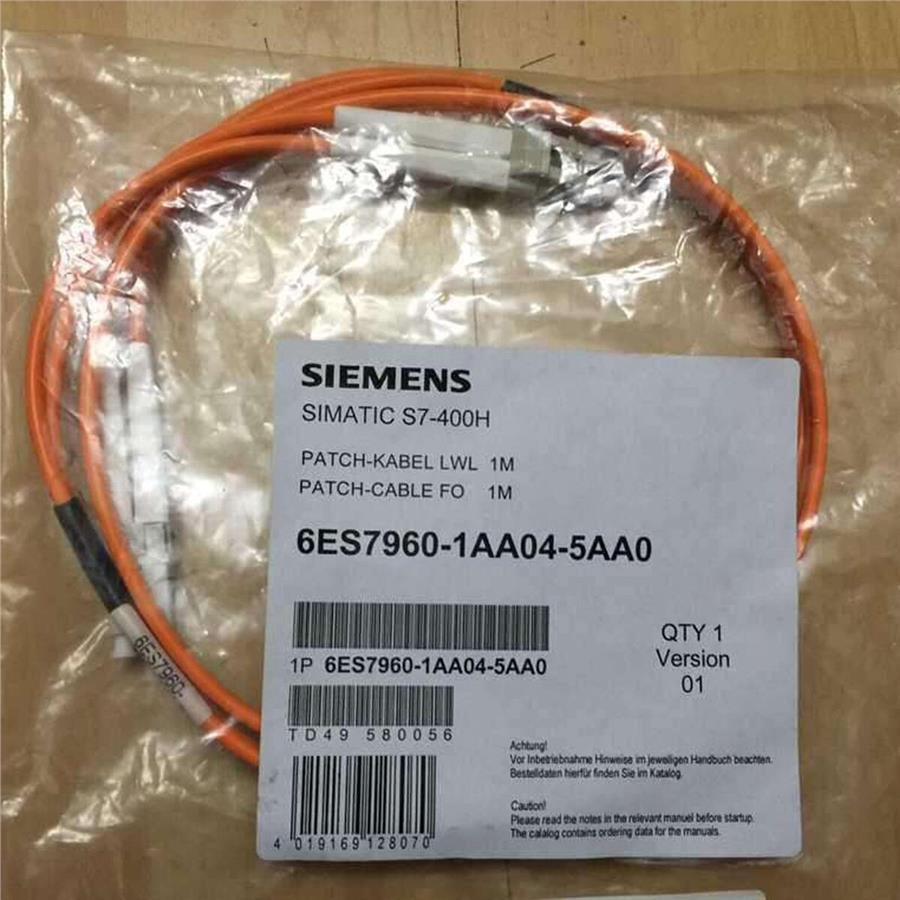 SIEMENS
SIMATIC S7-400H
PATCH-KABEL LWL 1M
PATCH-CABLE FO 1M
6ES7960-1AA04-5AA0
1P 6ES7960-1AA04-5AA0
TD49 580056
4 019169 128070
QTY 1
Version
01
Achtung!
Vor Inbetriebnahme Hinweise im jeweiligen Handbuch beachten.
Bestelldaten hierfür finden Sie im Katalog.
Caution!
Please read the notes in the relevant manuel before startup.
The calalog contains ordering data for the manuals.
6ES7960-